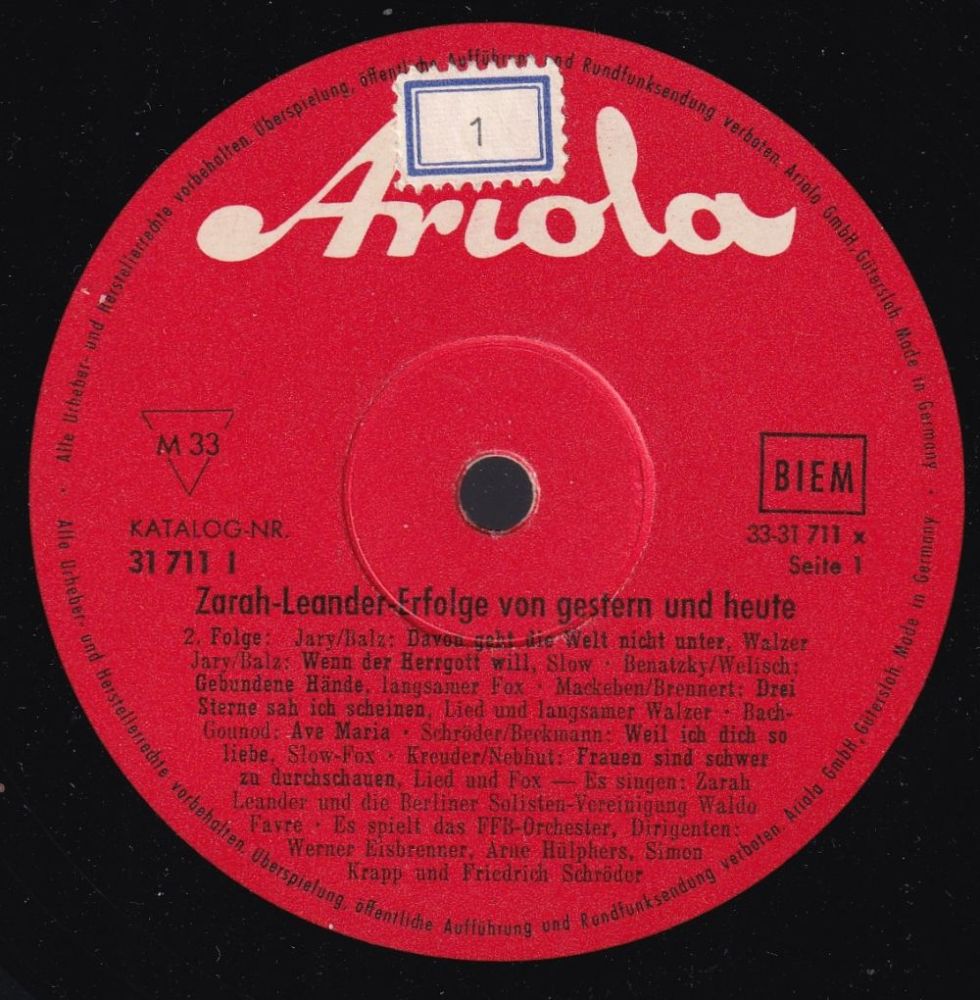 Alle Urheber- und Herstellerrechte vorbehalten. Überspielung, öffentliche Aufführung und Rundfunksendung verboten. Ariola GmbH, Gütersloh. Made in Germany ·
1
Ariola
M 33
BIEM
KATALOG-NR.
31 711 I
33-31 711 x
Seite 1
Zarah-Leander-Erfolge von gestern und heute
2. Folge: Jary/Balz: Davon geht die Welt nicht unter, Walzer
Jary/Balz: Wenn der Herrgott will, Slow · Benatzky/Welisch:
Gebundene Hände, langsamer Fox · Mackeben/Brennert: Drei
Sterne sah ich scheinen, Lied und langsamer Walzer · Bach-
Gounod: Ave Maria · Schröder/Beckmann: Weil ich dich so
liebe, Slow-Fox · Kreuder/Nebhut: Frauen sind schwer
zu durchschauen, Lied und Fox — Es singen: Zarah
Leander und die Berliner Solisten-Vereinigung Waldo
Favre · Es spielt das FFB-Orchester, Dirigenten:
Werner Eisbrenner, Arne Hülphers, Simon
Krapp und Friedrich Schröder
Alle Urheber- und Herstellerrechte vorbehalten. Überspielung, öffentliche Aufführung und Rundfunksendung verboten. Ariola GmbH, Gütersloh. Made in Germany ·